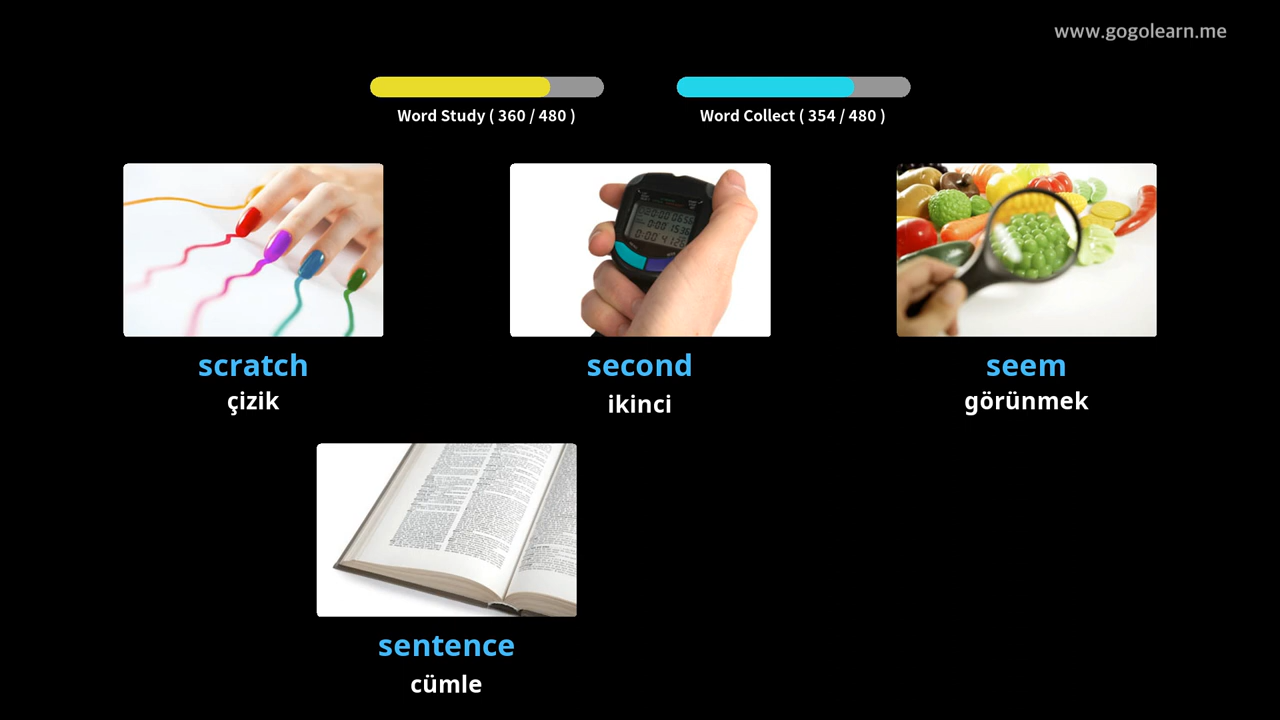 www.gogolearn.me
Word Study ( 360 / 480 )
Word Collect ( 354 / 480 )
scratch
çizik
second
ikinci
seem
görünmek
sentence
cümle